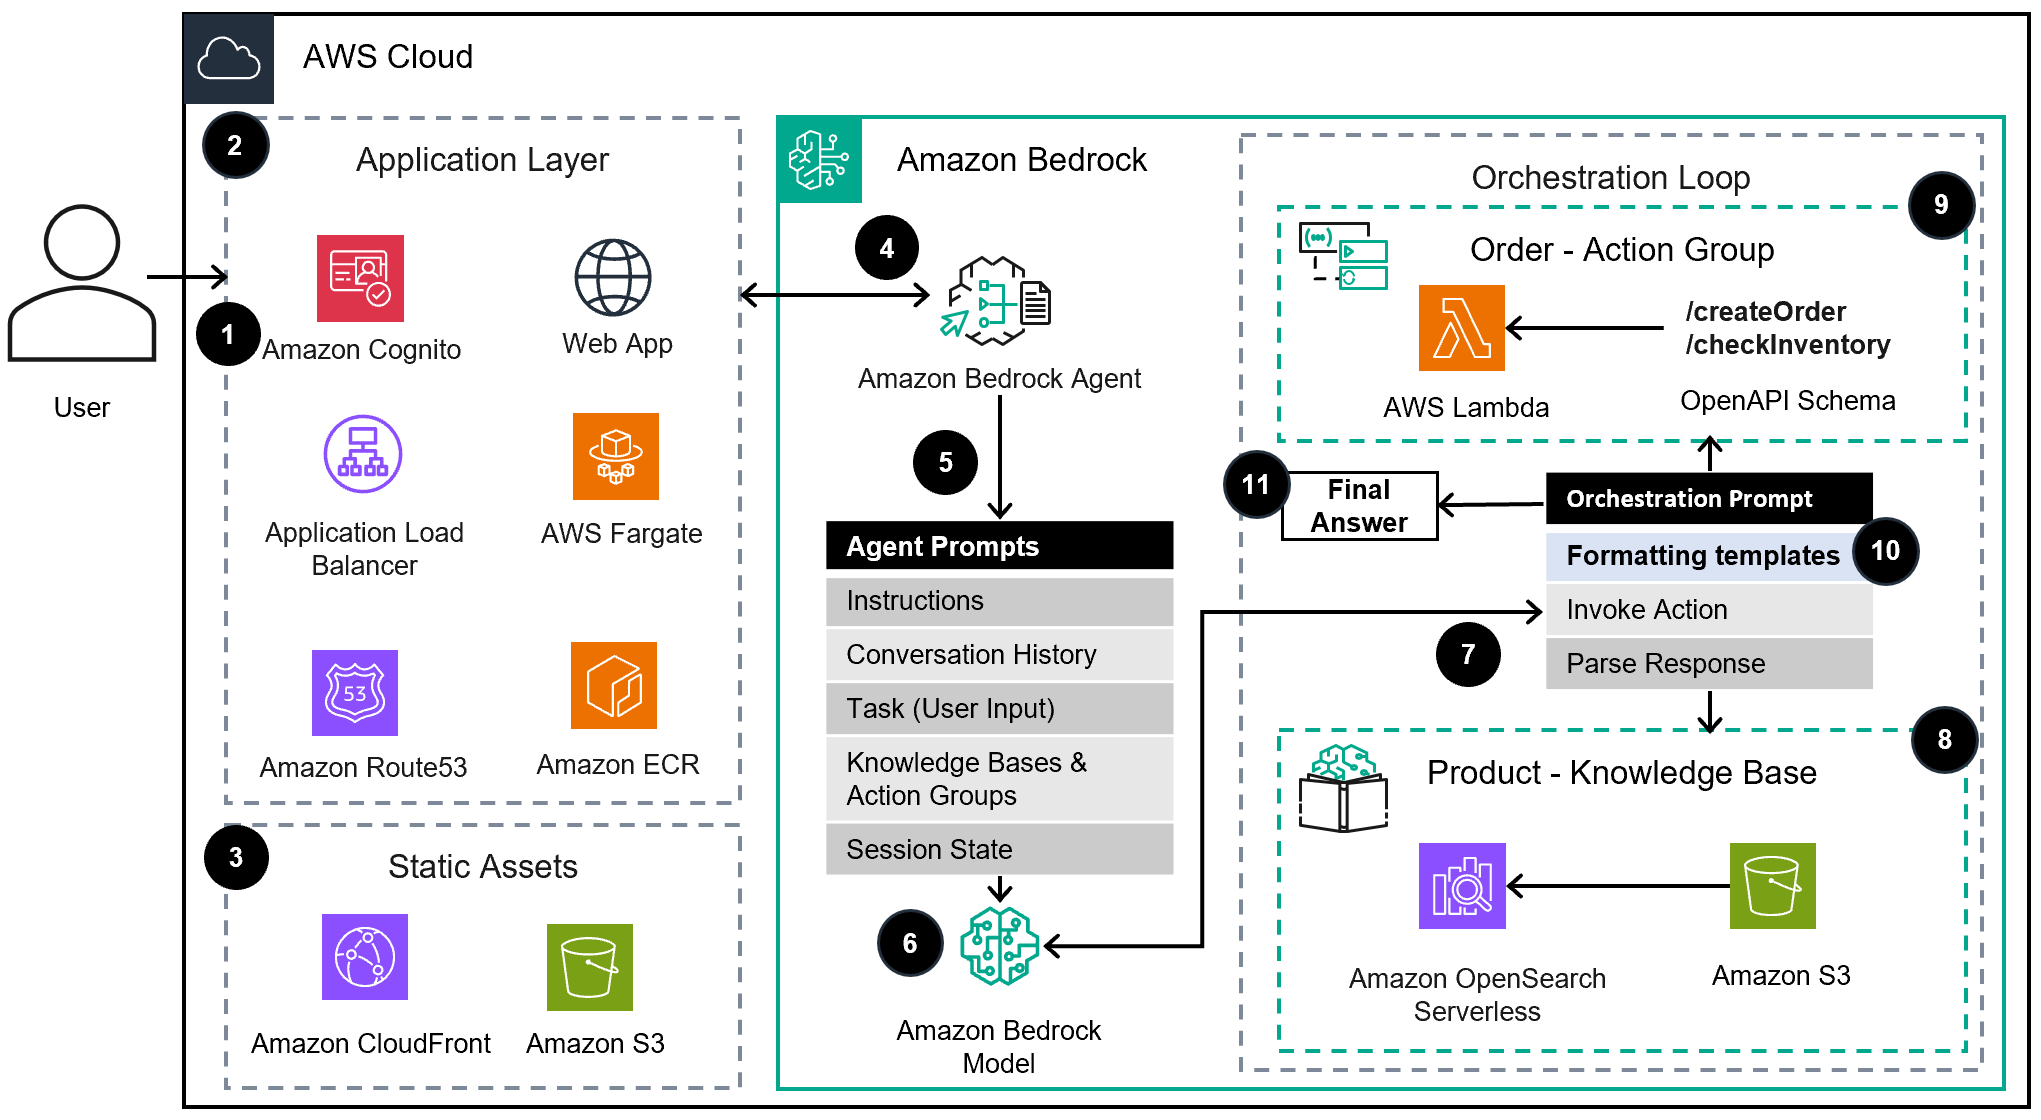 AWS Cloud
2
Application Layer
User
1
Amazon Cognito
Web App
Application Load
Balancer
AWS Fargate
53
Amazon Route53
Amazon ECR
3
Static Assets
Amazon CloudFront
Amazon S3
Amazon Bedrock
4
Amazon Bedrock Agent
5
Agent Prompts
Instructions
Conversation History
Task (User Input)
Knowledge Bases &
Action Groups
Session State
6
Amazon Bedrock
Model
Orchestration Loop
9
Order - Action Group
/createOrder
/checkInventory
AWS Lambda
OpenAPI Schema
11
Final
Answer
Orchestration Prompt
Formatting templates
10
Invoke Action
7
Parse Response
8
Product - Knowledge Base
Amazon OpenSearch
Serverless
Amazon S3